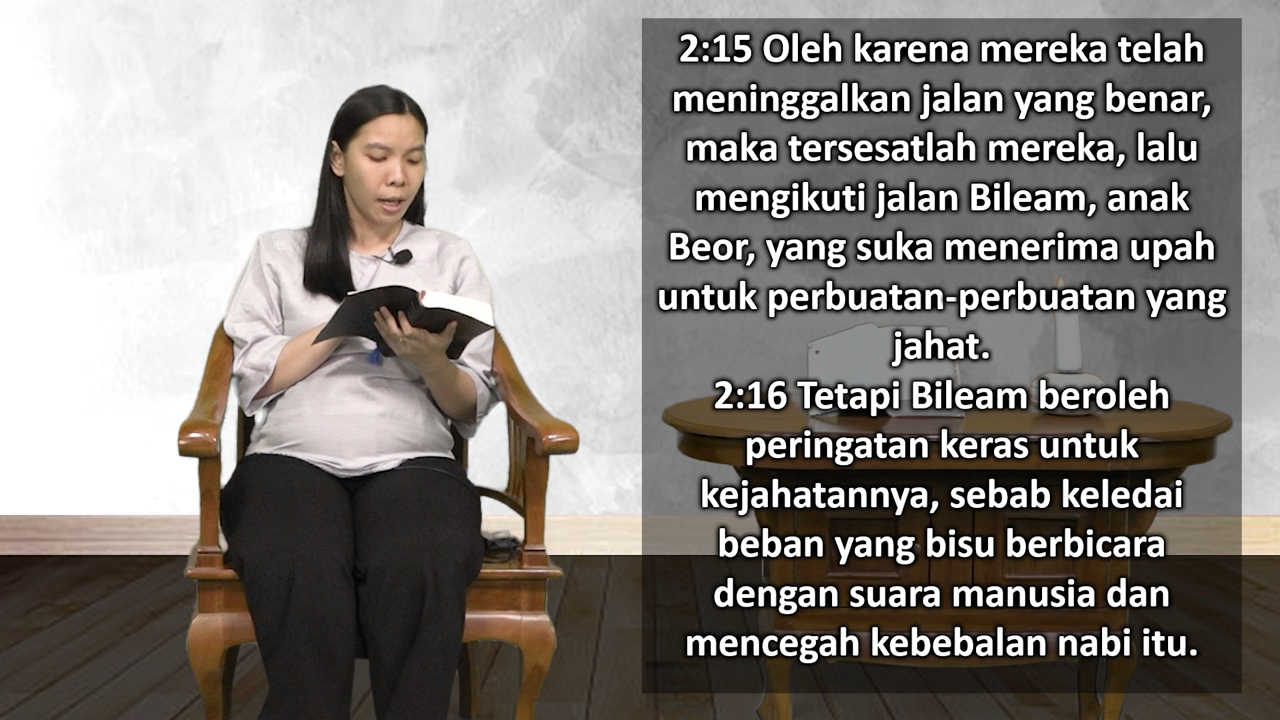 2:15 Oleh karena mereka telah
meninggalkan jalan yang benar,
maka tersesatlah mereka, lalu
mengikuti jalan Bileam, anak
Beor, yang suka menerima upah
untuk perbuatan-perbuatan yang
jahat.
2:16 Tetapi Bileam beroleh
peringatan keras untuk
kejahatannya, sebab keledai
beban yang bisu berbicara
dengan suara manusia dan
mencegah kebebalan nabi itu.